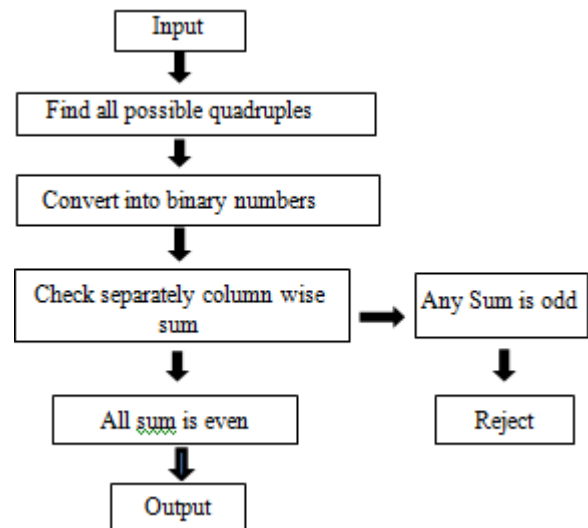 Input
Find all possible quadruples
Convert into binary numbers
Check separately column wise
sum
Any Sum is odd
All sum is even
Reject
Output